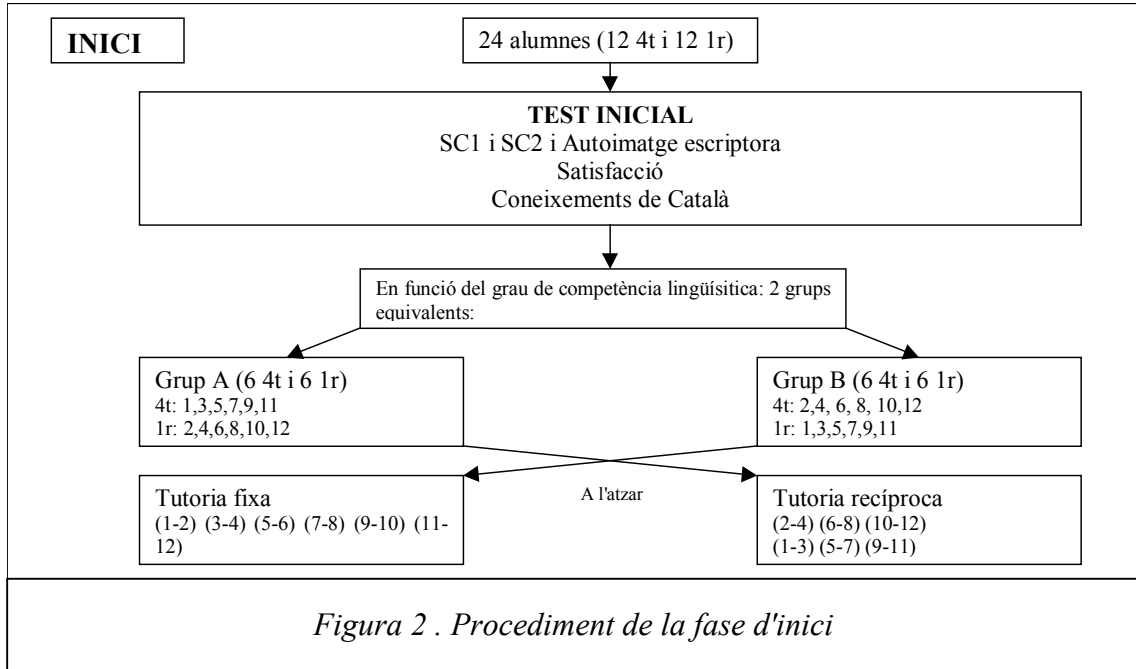 INICI
24 alumnes (12 4t i 12 1r)
TEST INICIAL
SC1 i SC2 i Autoimatge escriptora
Satisfacció
Coneixements de Català
En funció del grau de competència lingüísitica: 2 grups
equivalents:
Grup A (6 4t i 6 1r)
4t: 1,3,5,7,9,11
1r: 2,4,6,8,10,12
Grup B (6 4t i 6 1r)
4t: 2,4, 6, 8, 10,12
1r: 1,3,5,7,9,11
Tutoria fixa
(1-2) (3-4) (5-6) (7-8) (9-10) (11-
12)
A l'atzar
Tutoria recíproca
(2-4) (6-8) (10-12)
(1-3) (5-7) (9-11)
Figura 2 . Procediment de la fase d'inici